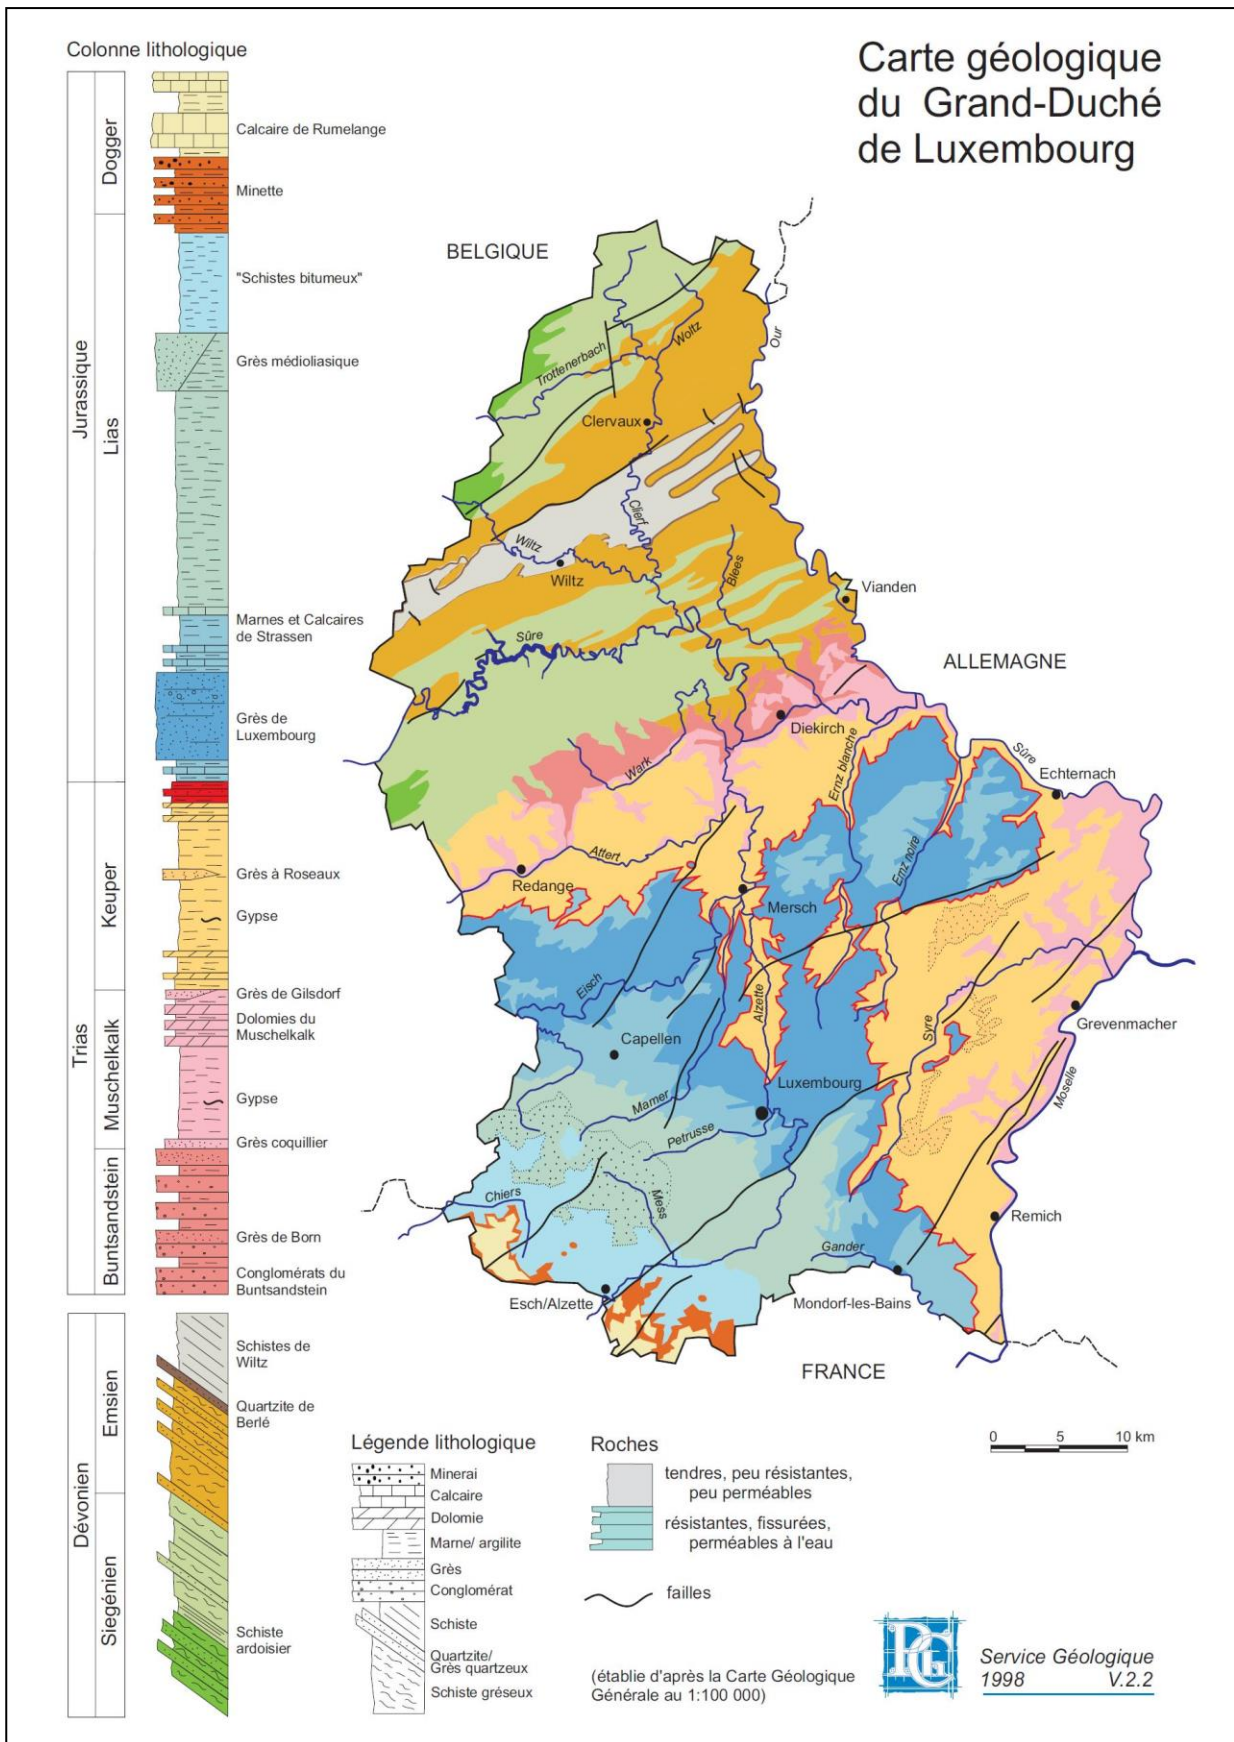 Colonne lithologique
Carte géologique
du Grand-Duché
de Luxembourg
Jurassique
Dogger
Lias
Trias
Keuper
Muschelkalk
Buntsandstein
Dévonien
Emsien
Siegénien
Calcaire de Rumelange
Minette
"Schistes bitumeux"
Grès médioliasique
Marnes et Calcaires
de Strassen
Grès de
Luxembourg
Grès à Roseaux
Gypse
Grès de Gilsdorf
Dolomies du
Muschelkalk
Gypse
Grès coquillier
Grès de Born
Conglomérats du
Buntsandstein
Schistes de
Wiltz
Quartzite de
Berlé
Schiste
ardoisier
BELGIQUE
Trottenerbach
Woltz
Our
Clervaux
Clierf
Wiltz
Wiltz
Blees
Vianden
Sûre
ALLEMAGNE
Diekirch
Wark
Ernz blanche
Sûre
Echternach
Ernz noire
Attert
Redange
Mersch
Eisch
Alzette
Capellen
Syre
Grevenmacher
Luxembourg
Moselle
Mamer
Petrusse
Mess
Chiers
Remich
Gander
Esch/Alzette
Mondorf-les-Bains
FRANCE
0 5 10 km
Légende lithologique
Minerai
Calcaire
Dolomie
Marne/ argilite
Grès
Conglomérat
Schiste
Quartzite/
Grès quartzeux
Schiste gréseux
Roches
tendres, peu résistantes,
peu perméables
résistantes, fissurées,
perméables à l'eau
failles
(établie d'après la Carte Géologique
Générale au 1:100 000)
Service Géologique
1998 V.2.2